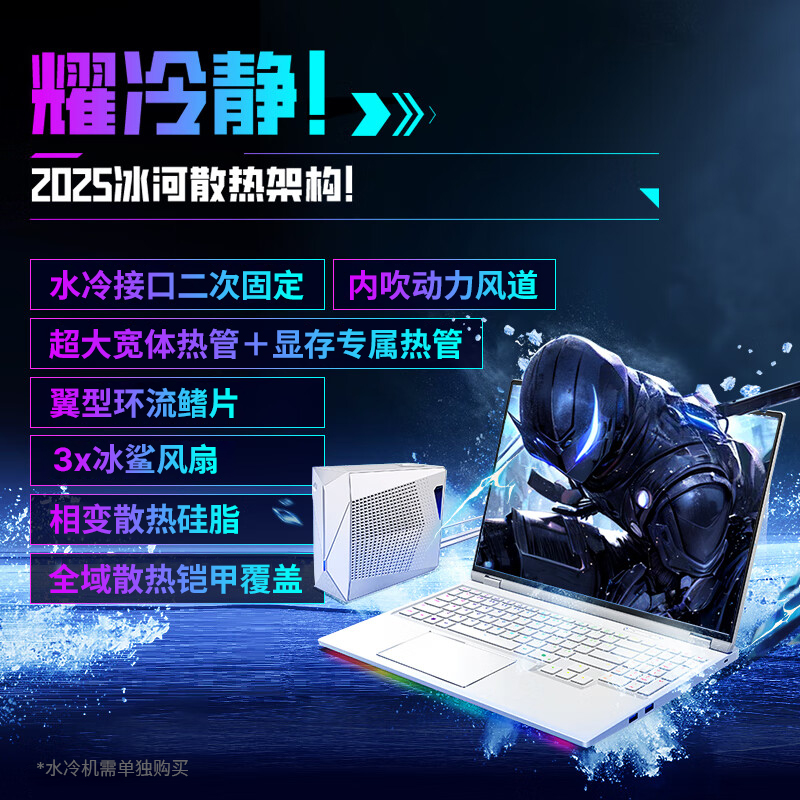 耀冷静!
2025冰河散热架构!
水冷接口二次固定 内吹动力风道
超大宽体热管＋显存专属热管
翼型环流鳍片
3x冰鲨风扇
相变散热硅脂
全域散热铠甲覆盖
*水冷机需单独购买